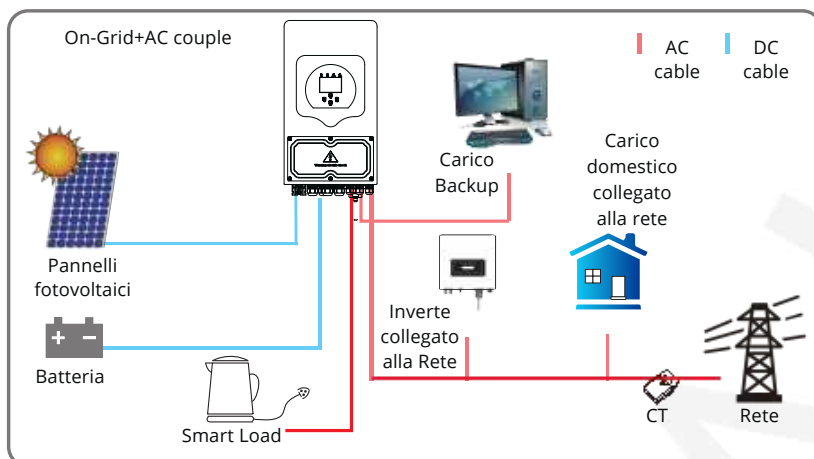 On-Grid+AC couple
AC
cable
DC
cable
Carico
Backup
Carico
domestico
collegato
alla rete
Pannelli
fotovoltaici
Inverte
collegato
alla Rete
Batteria
Smart Load
CT
Rete